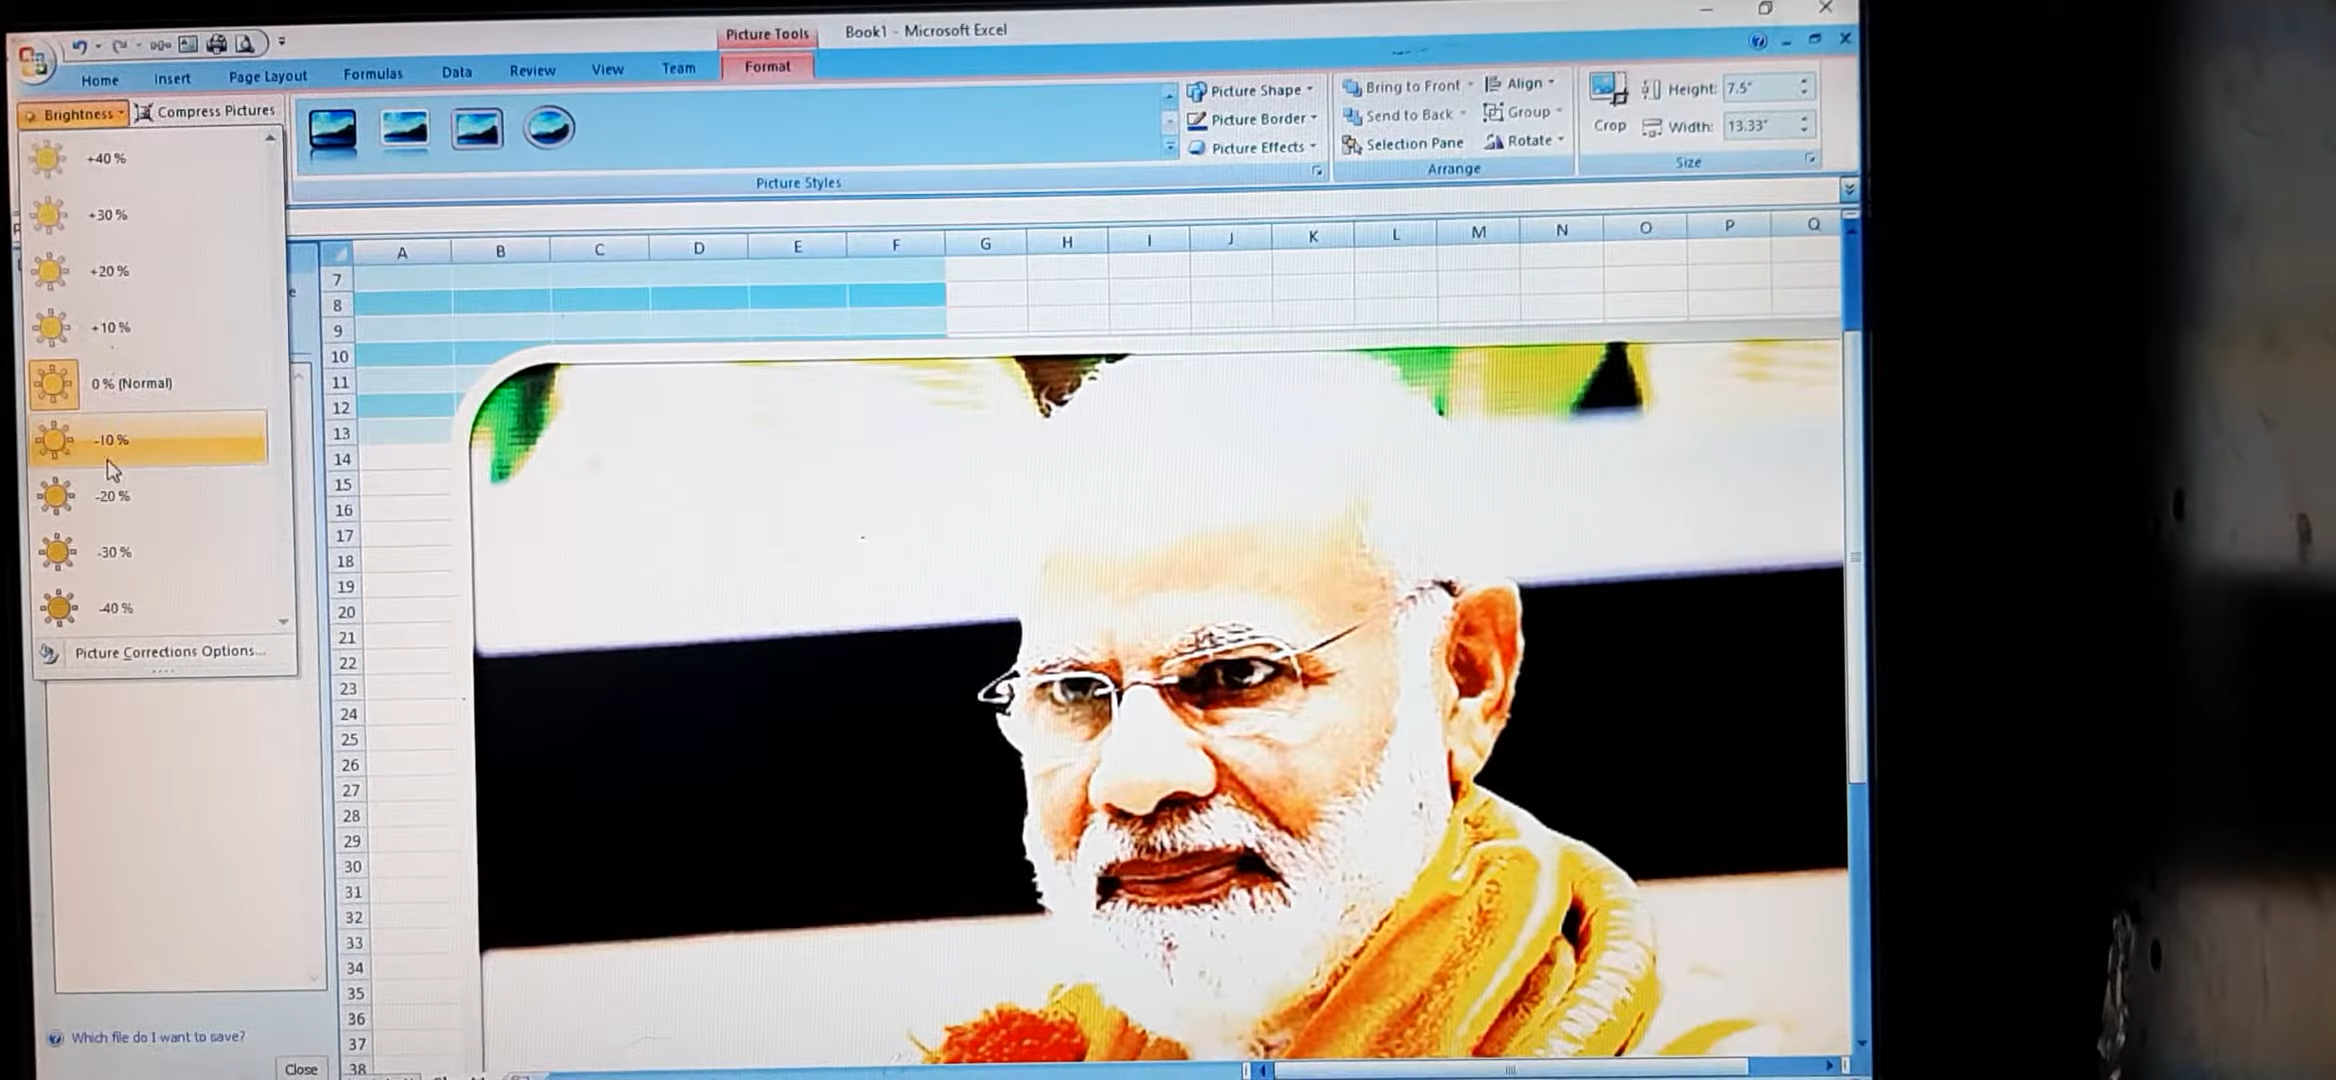 Picture Tools
Book1 - Microsoft Excel
Home Insert Page Layout Formulas Data Review View Team Format
Brightness
Compress Pictures
Picture Shape
Picture Border
Picture Effects
Picture Styles
Bring to Front
Send to Back
Selection Pane
Align
Group
Rotate
Arrange
Crop
Height: 7.5"
Width: 13.33"
Size
+40 %
+30 %
+20 %
+10 %
0 % (Normal)
-10 %
-20 %
-30 %
-40 %
Picture Corrections Options...
e
A B C D E F G H I J K L M N O P Q
7
8
9
10
11
12
13
14
15
16
17
18
19
20
21
22
23
24
25
26
27
28
29
30
31
32
33
34
35
36
37
38
Which file do I want to save?
Close